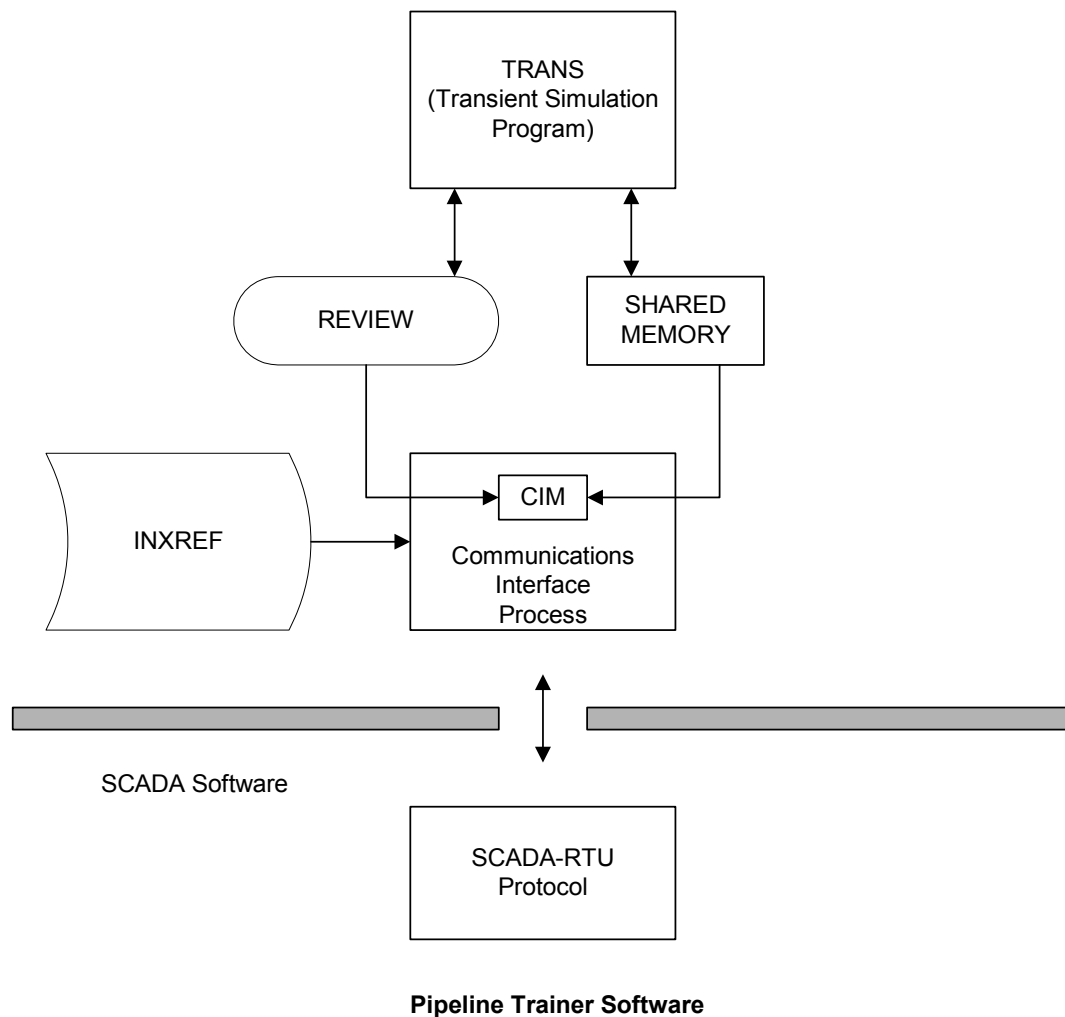 TRANS
(Transient Simulation
Program)
REVIEW
SHARED
MEMORY
CIM
INXREF
Communications
Interface
Process
SCADA Software
SCADA-RTU
Protocol
Pipeline Trainer Software